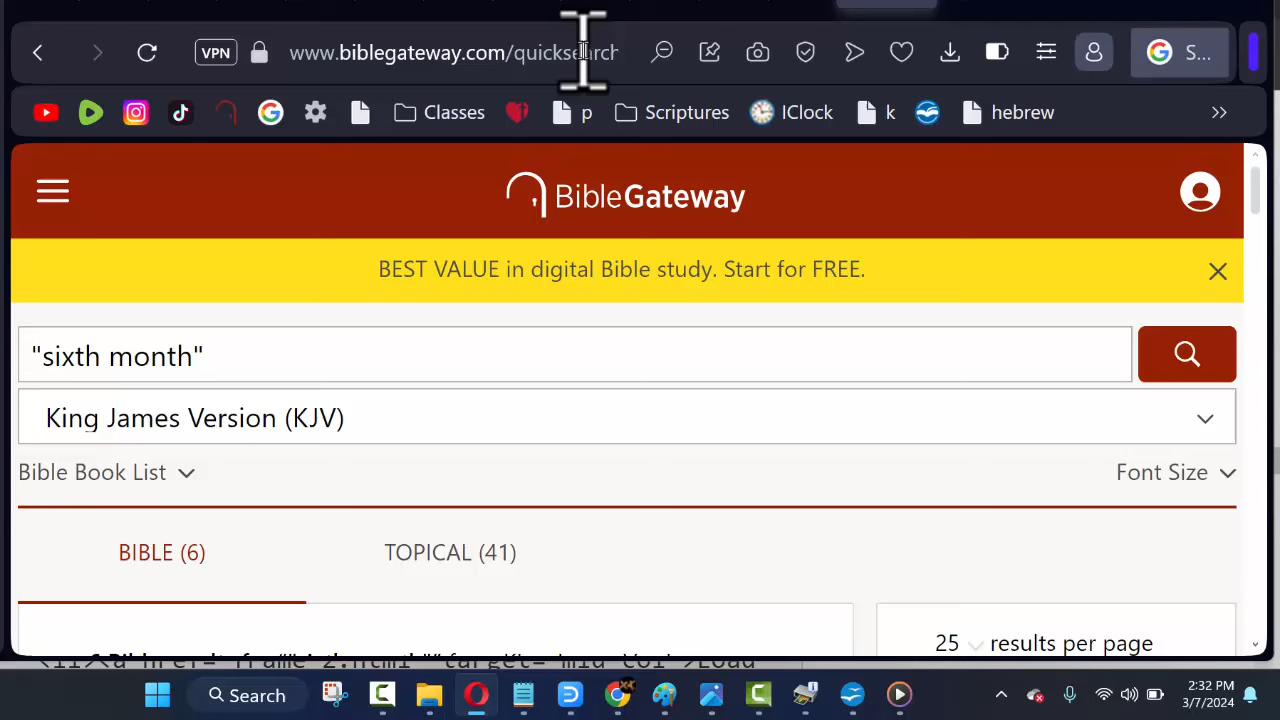 VPN www.biblegateway.com/quicksearch S...
Classes p Scriptures IClock k hebrew
BibleGateway
BEST VALUE in digital Bible study. Start for FREE.
"sixth month"
King James Version (KJV)
Bible Book List Font Size
BIBLE (6) TOPICAL (41)
25 results per page
Search 2:32 PM
3/7/2024